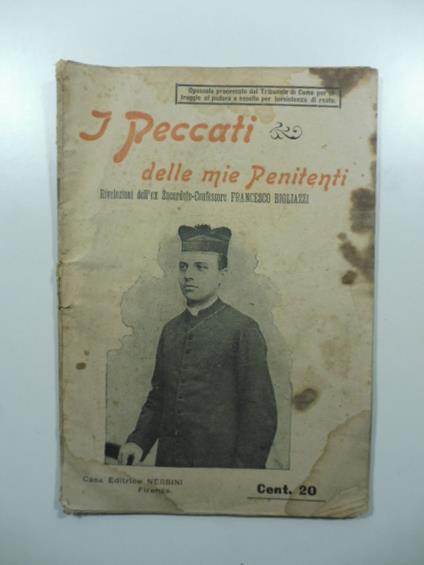 Opuscolo processato dal Tribunale di Como per ol-
traggio al pudore e assolto per inesistenza di reato.
I Peccati
delle mie Penitenti
Rivelazioni dell'ex Sacerdote-Confessore FRANCESCO BIGLIAZZI
Casa Editrice NERBINI
Firenze.
Cent. 20